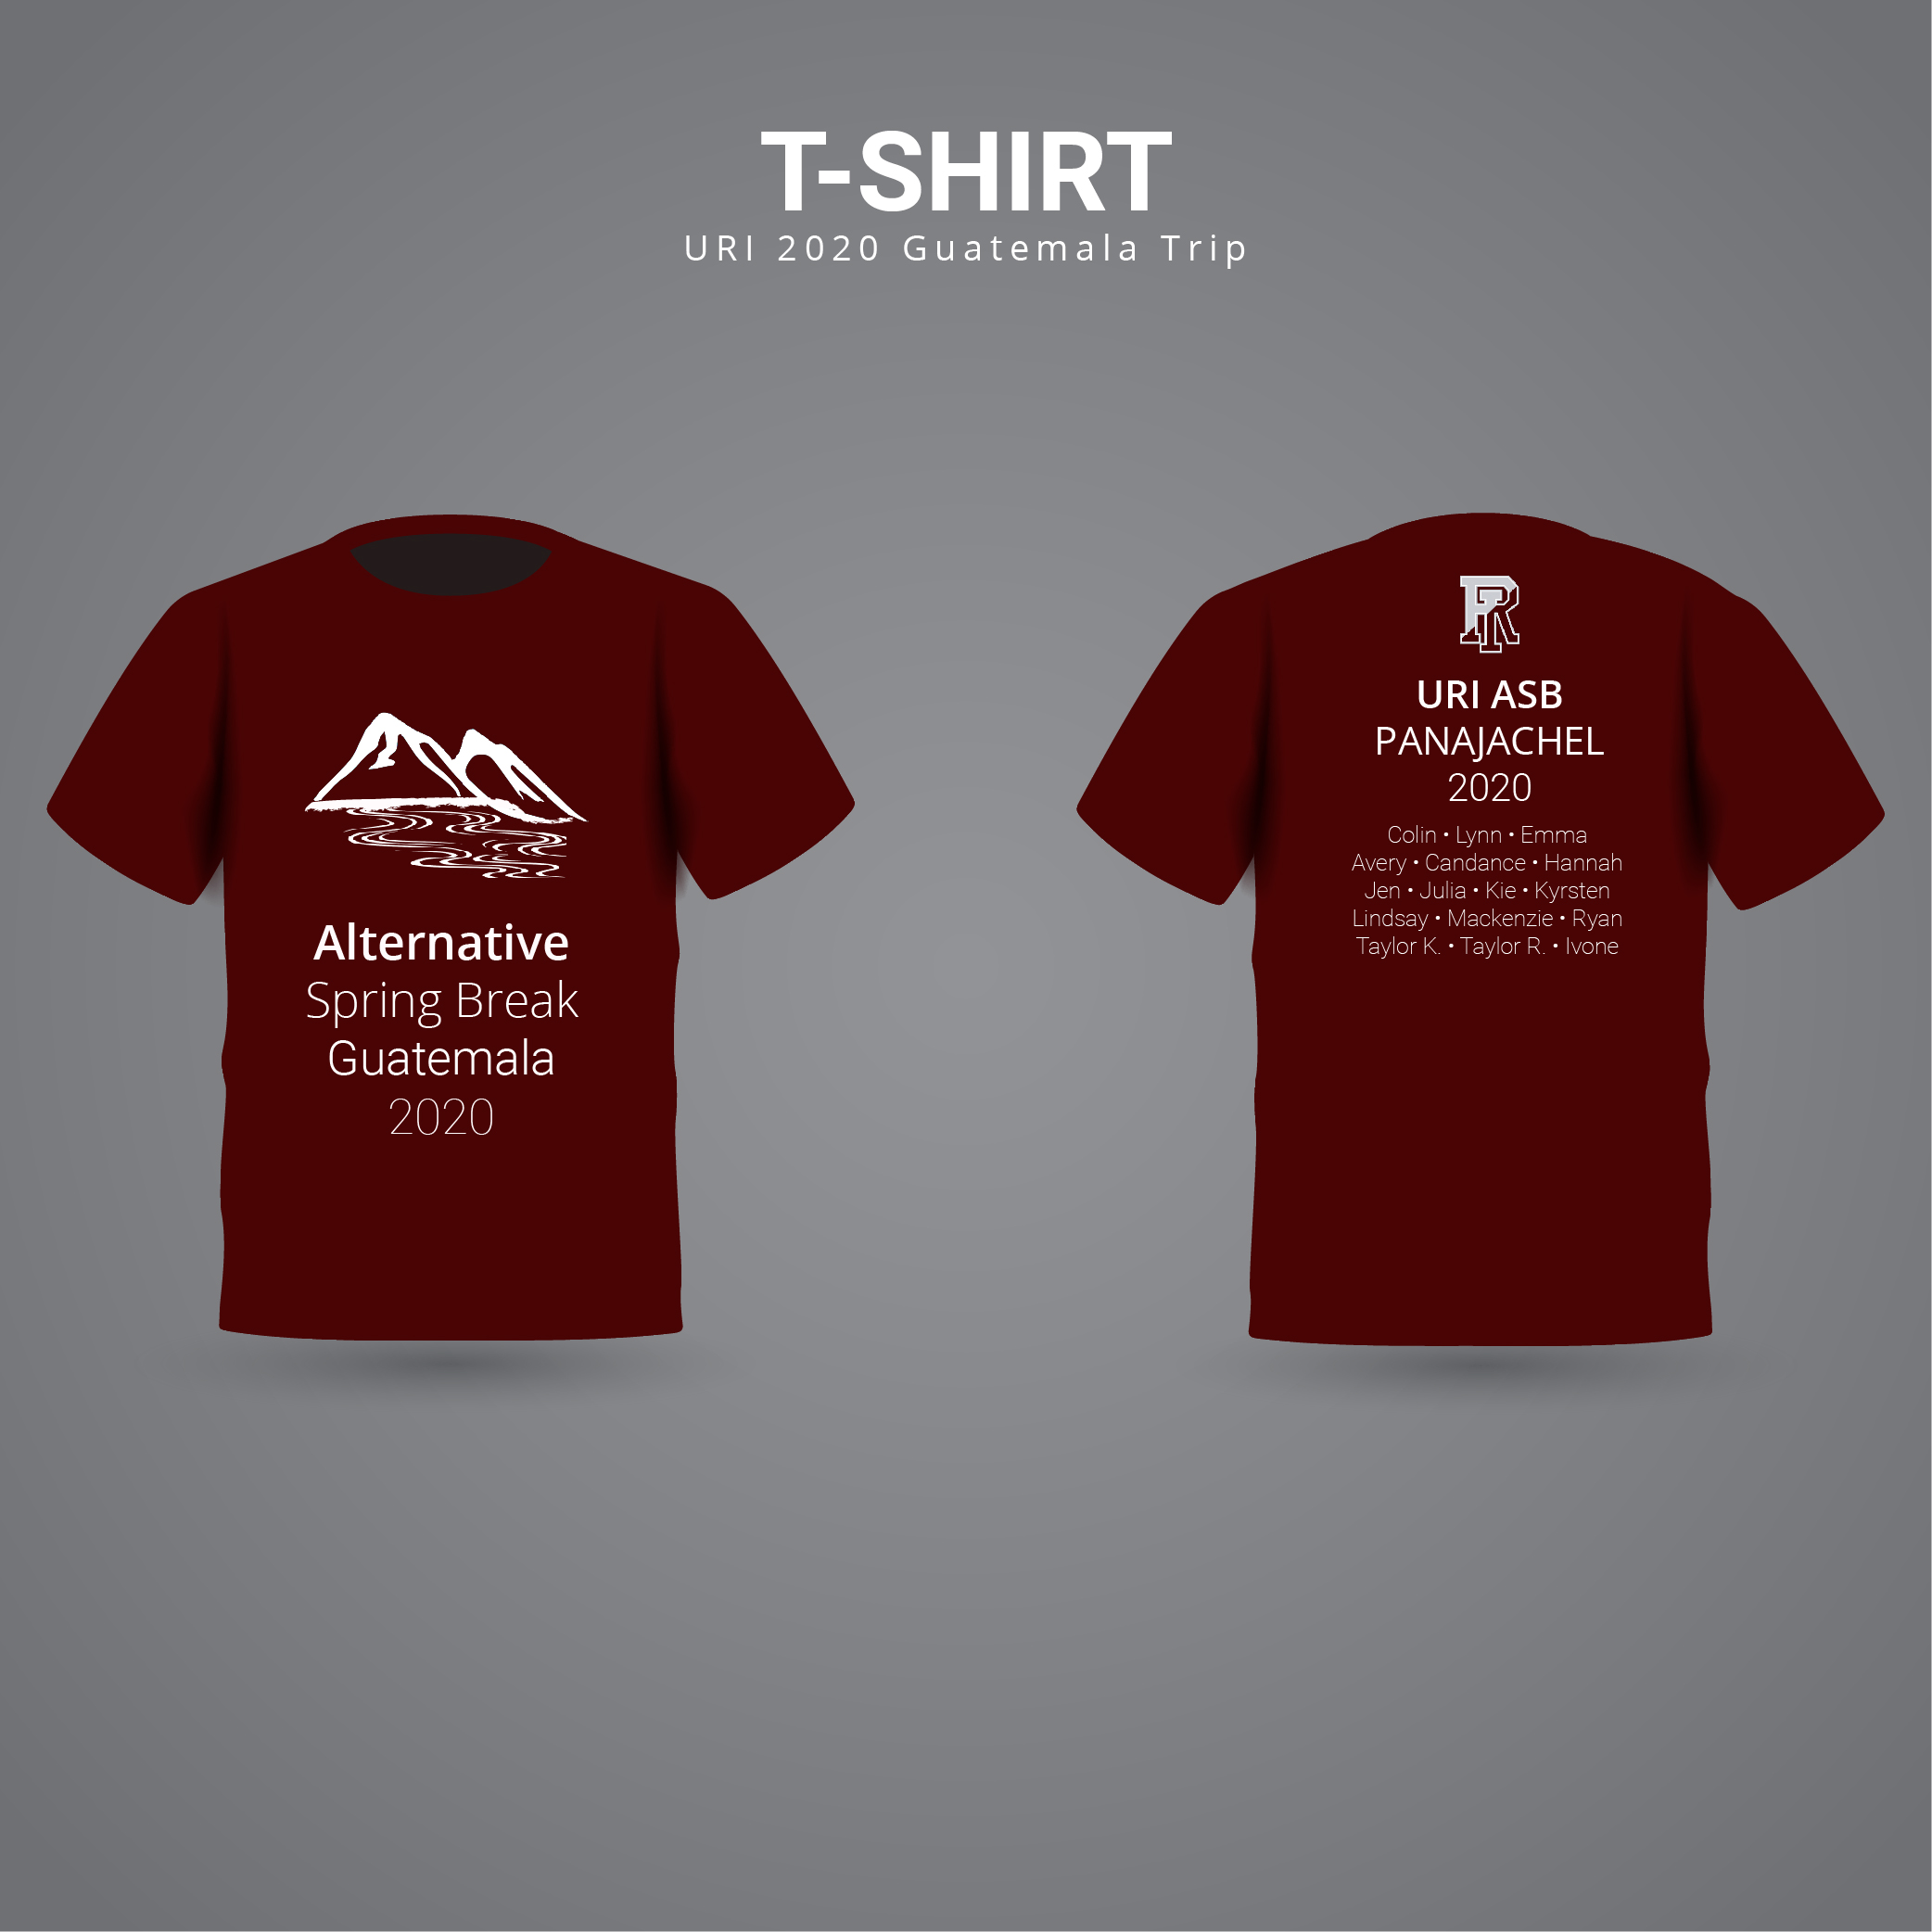 T-SHIRT
URI 2020 Guatemala Trip
Alternative
Spring Break
Guatemala
2020
RI
URI ASB
PANAJACHEL
2020
Colin • Lynn • Emma
Avery • Candance • Hannah
Jen • Julia • Kie • Kyrsten
Lindsay • Mackenzie • Ryan
Taylor K. • Taylor R. • Ivone